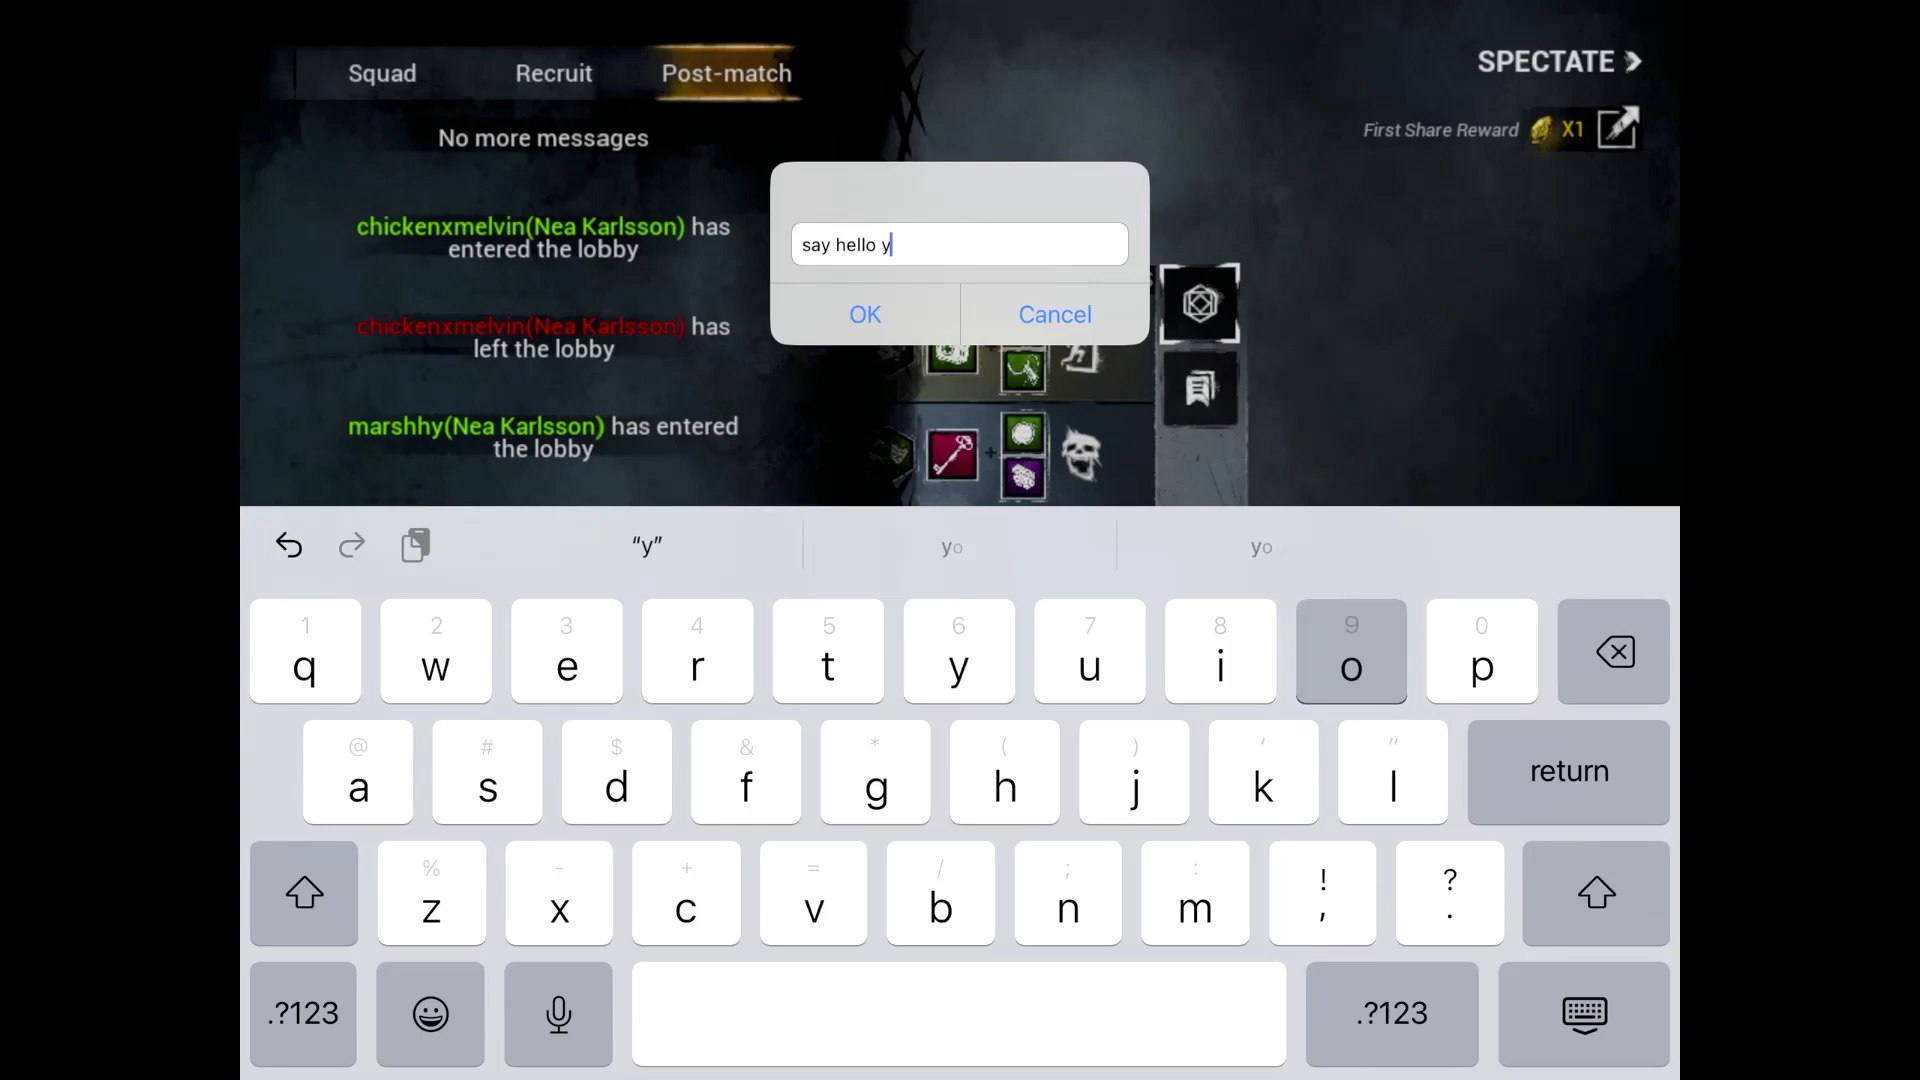 Squad Recruit Post-match
SPECTATE
No more messages
First Share Reward X1
chickenxmelvin(Nea Karlsson) has
entered the lobby
say hello y
OK Cancel
chickenxmelvin(Nea Karlsson) has
left the lobby
marshhy(Nea Karlsson) has entered
the lobby
“y” yo yo
1 2 3 4 5 6 7 8 9 0
q w e r t y u i o p
@ # $ & * ( ) ' "
a s d f g h j k l return
% - + = / ; : ! ?
z x c v b n m , .
.?123 .?123